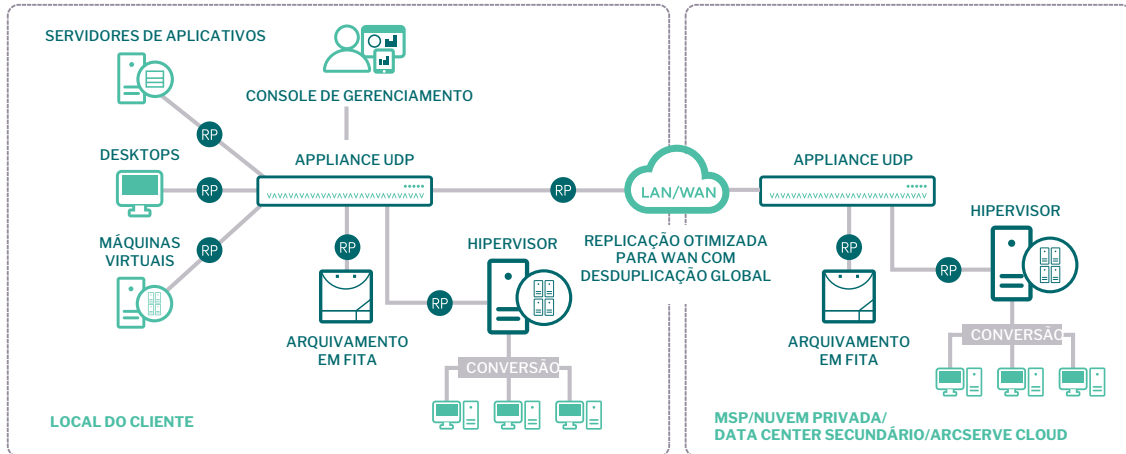 SERVIDORES DE APLICATIVOS
CONSOLE DE GERENCIAMENTO
RP
DESKTOPS
RP
APPLIANCE UDP
RP
LAN/WAN
APPLIANCE UDP
MÁQUINAS
VIRTUAIS
RP
RP
HIPERVISOR
RP
ARQUIVAMENTO
EM FITA
CONVERSÃO
REPLICAÇÃO OTIMIZADA
PARA WAN COM
DESDUPLICAÇÃO GLOBAL
RP
HIPERVISOR
RP
ARQUIVAMENTO
EM FITA
CONVERSÃO
LOCAL DO CLIENTE
MSP/NUVEM PRIVADA/
DATA CENTER SECUNDÁRIO/ARCSERVE CLOUD